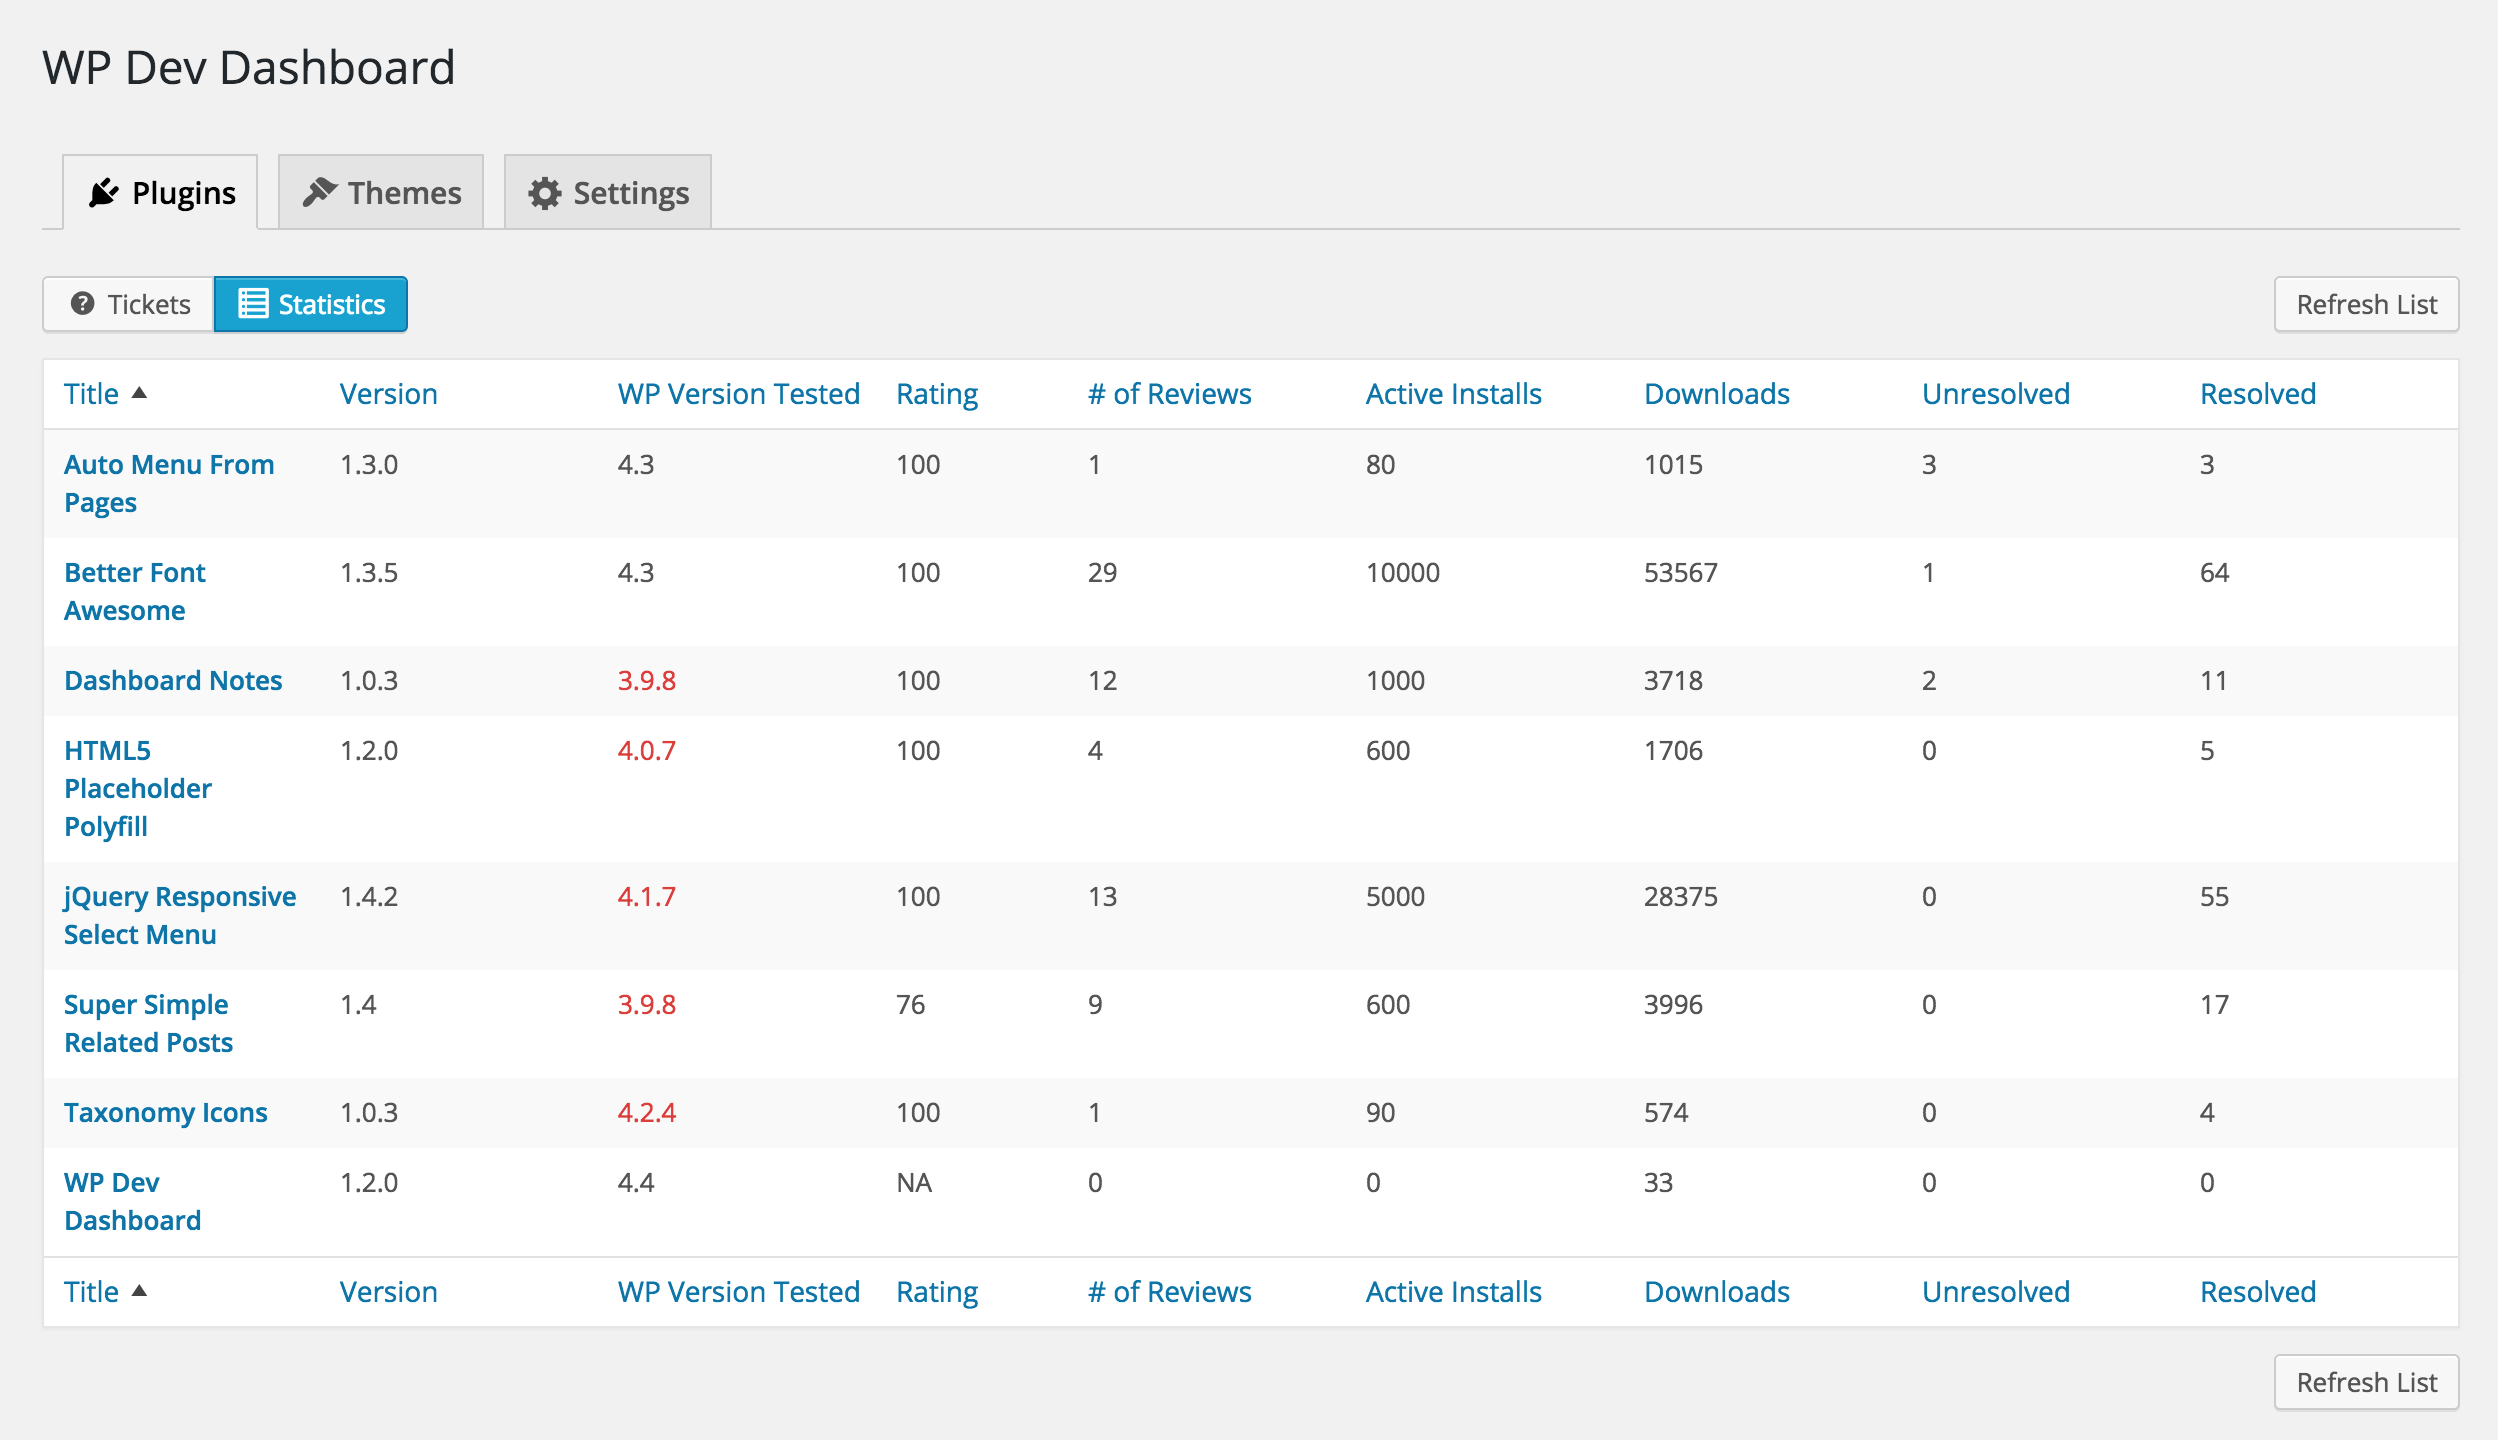 WP Dev Dashboard
Plugins Themes Settings
Tickets Statistics Refresh List
Title Version WP Version Tested Rating # of Reviews Active Installs Downloads Unresolved Resolved
Auto Menu From 1.3.0 4.3 100 1 80 1015 3 3
Pages
Better Font 1.3.5 4.3 100 29 10000 53567 1 64
Awesome
Dashboard Notes 1.0.3 3.9.8 100 12 1000 3718 2 11
HTML5 1.2.0 4.0.7 100 4 600 1706 0 5
Placeholder
Polyfill
jQuery Responsive 1.4.2 4.1.7 100 13 5000 28375 0 55
Select Menu
Super Simple 1.4 3.9.8 76 9 600 3996 0 17
Related Posts
Taxonomy Icons 1.0.3 4.2.4 100 1 90 574 0 4
WP Dev 1.2.0 4.4 NA 0 0 33 0 0
Dashboard
Title Version WP Version Tested Rating # of Reviews Active Installs Downloads Unresolved Resolved
Refresh List